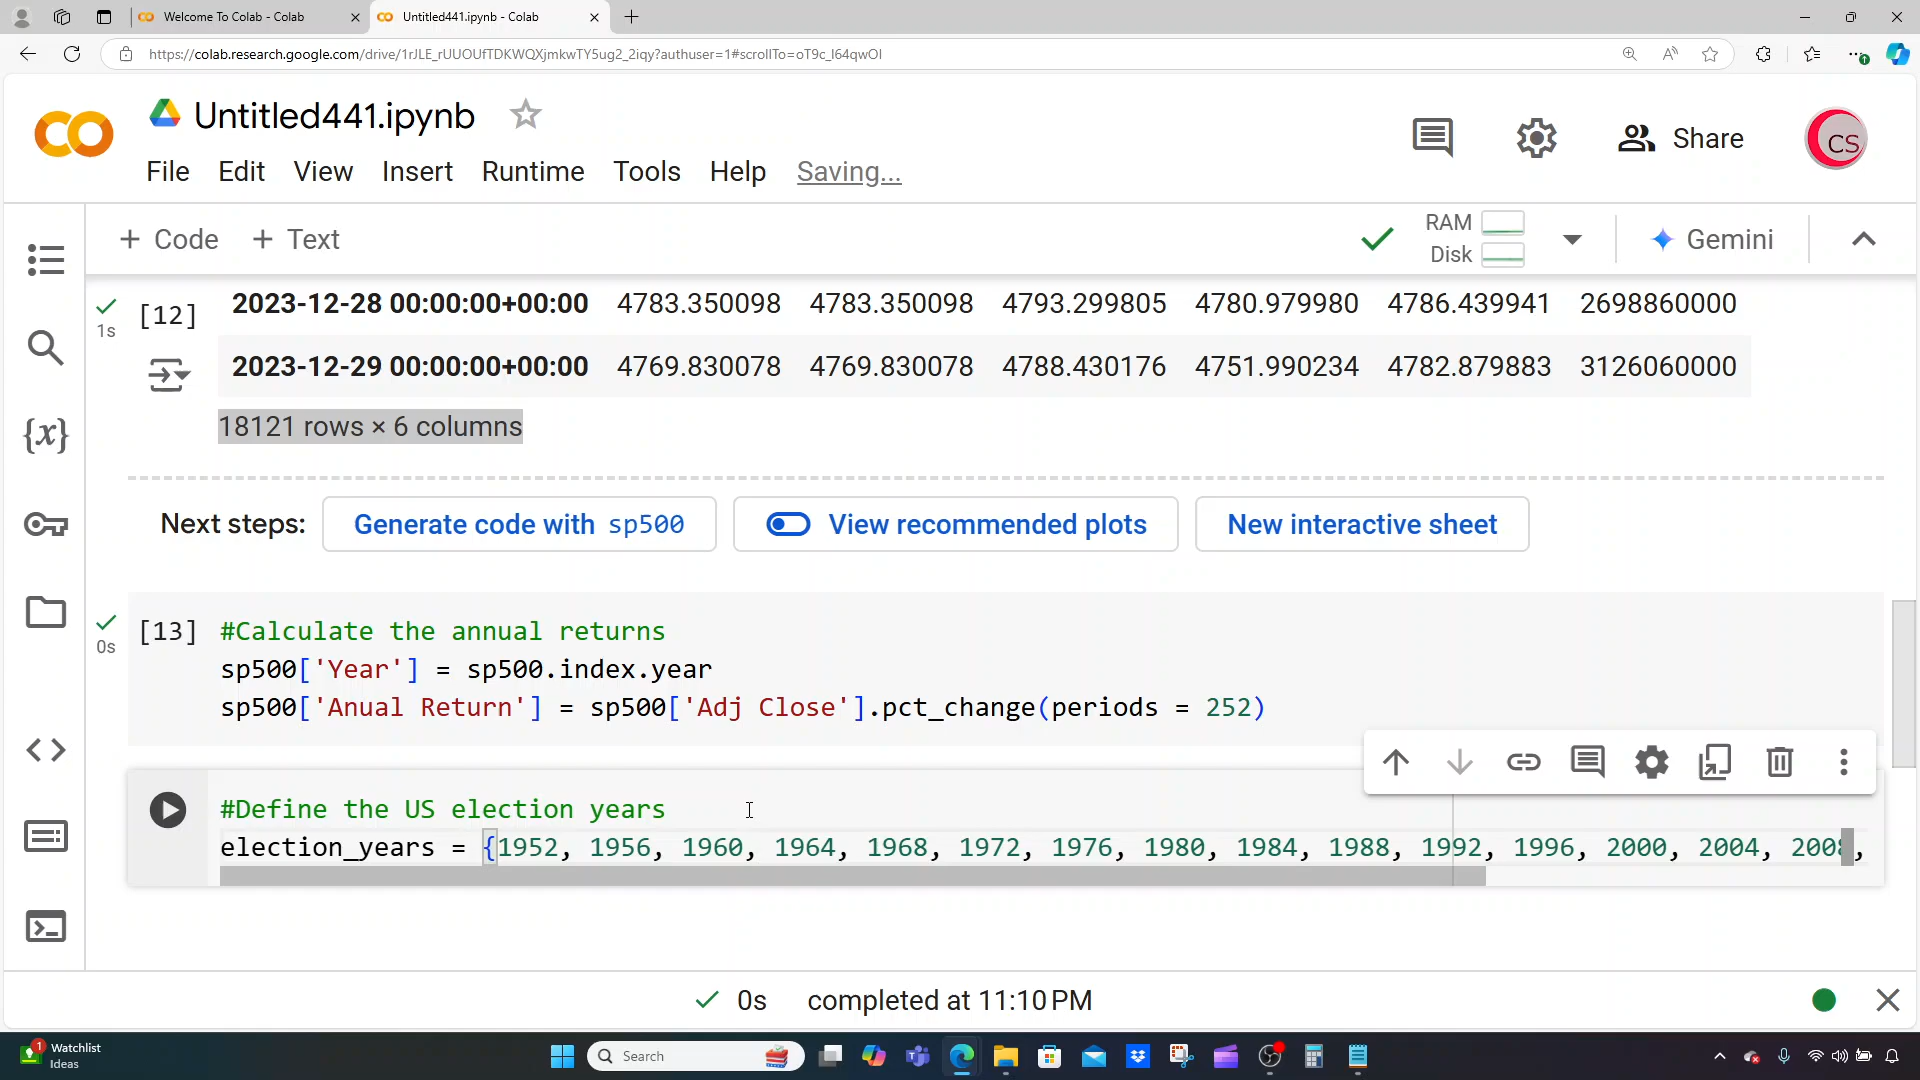 Welcome To Colab - Colab
Untitled441.ipynb - Colab
https://colab.research.google.com/drive/1rJLE_rUUOUfTDKWQXjmkwTY5ug2_2iqy?authuser=1#scrollTo=oT9c_I64qwOI
Untitled441.ipynb
File Edit View Insert Runtime Tools Help Saving...
Share
CS
+ Code + Text
RAM
Disk
Gemini
[12] 2023-12-28 00:00:00+00:00 4783.350098 4783.350098 4793.299805 4780.979980 4786.439941 2698860000
1s
2023-12-29 00:00:00+00:00 4769.830078 4769.830078 4788.430176 4751.990234 4782.879883 3126060000
18121 rows × 6 columns
Next steps: Generate code with sp500 View recommended plots New interactive sheet
[13] #Calculate the annual returns
0s
sp500['Year'] = sp500.index.year
sp500['Anual Return'] = sp500['Adj Close'].pct_change(periods = 252)
#Define the US election years
election_years = {1952, 1956, 1960, 1964, 1968, 1972, 1976, 1980, 1984, 1988, 1992, 1996, 2000, 2004, 2008,
0s completed at 11:10 PM
1
Watchlist
Ideas
Search